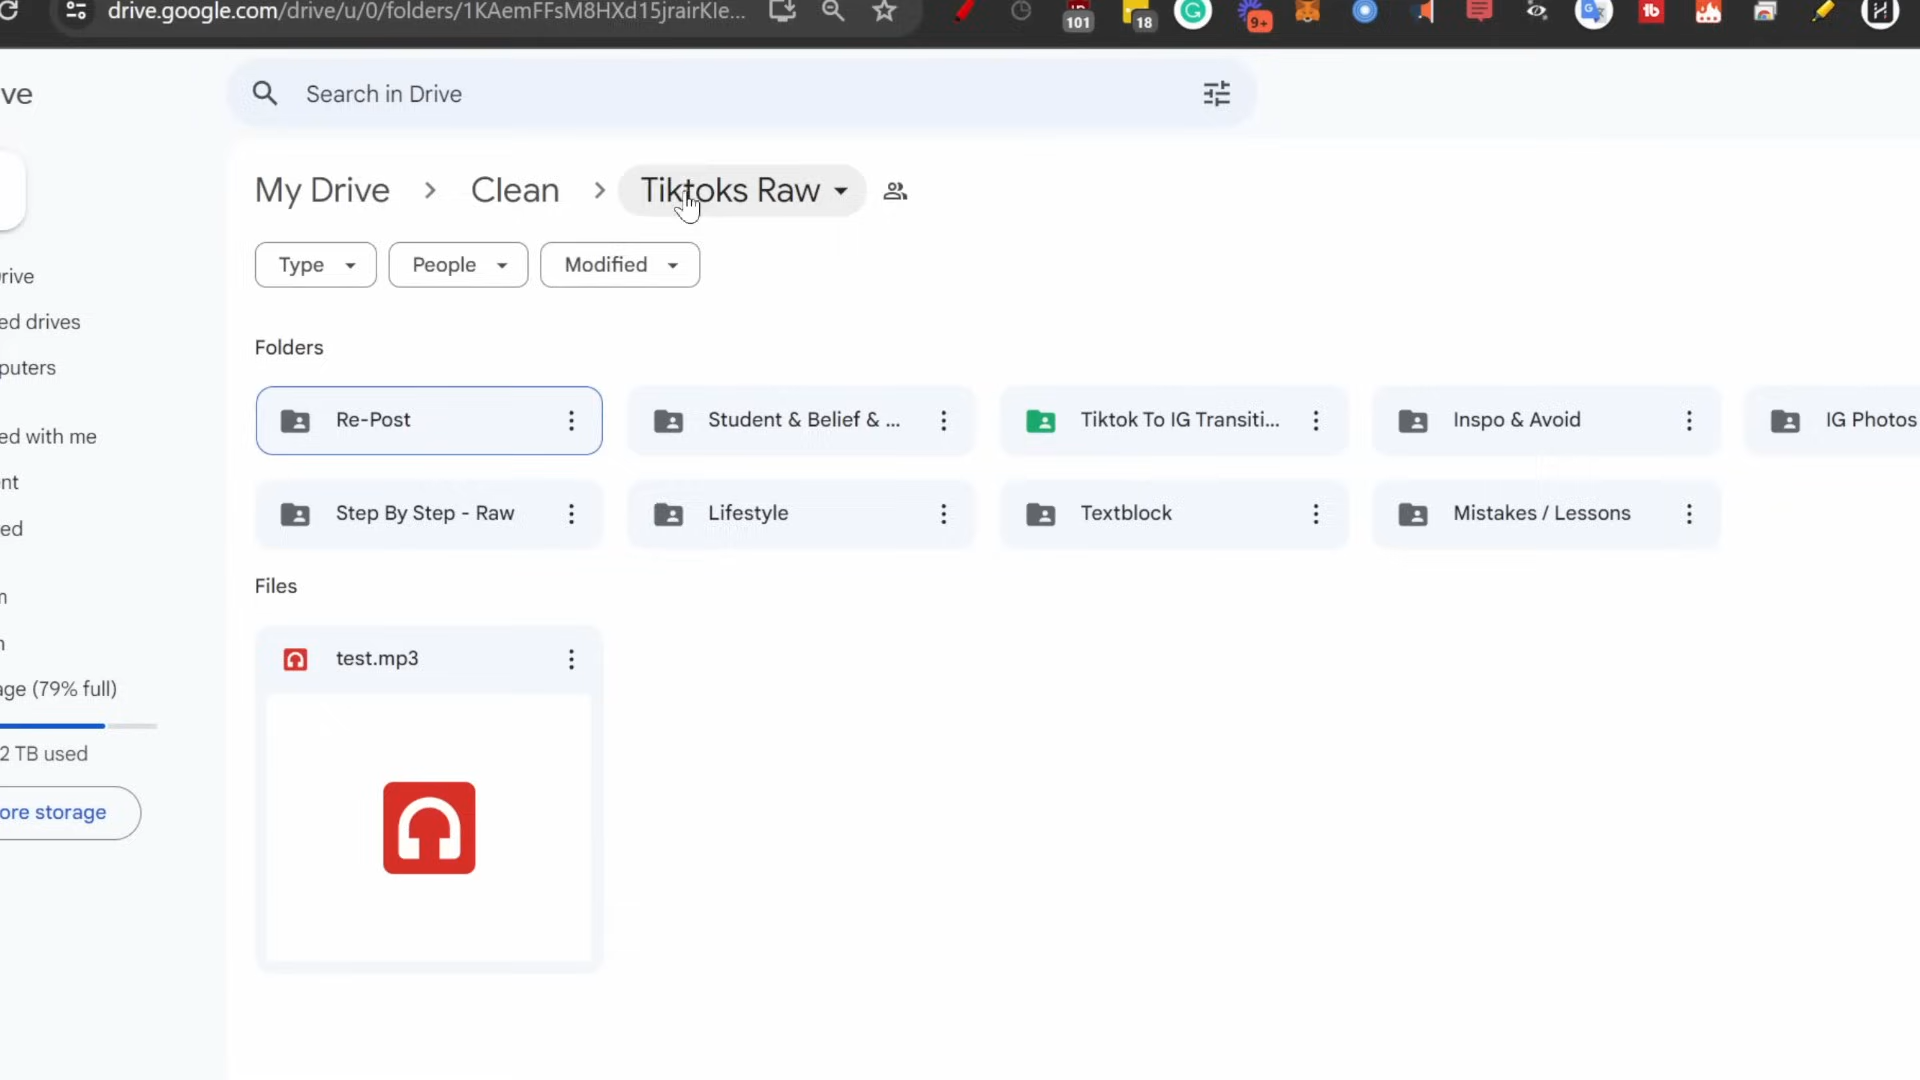 drive.google.com/drive/u/0/folders/1KAemFFsM8HXd15jrairKle...
101
18
9+
ve
Search in Drive
My Drive > Clean > Tiktoks Raw
Type
People
Modified
rive
ed drives
puters
ed with me
nt
ed
m
n
age (79% full)
2 TB used
ore storage
Folders
Re-Post
Student & Belief & ...
Tiktok To IG Transiti...
Inspo & Avoid
IG Photos
Step By Step - Raw
Lifestyle
Textblock
Mistakes / Lessons
Files
test.mp3